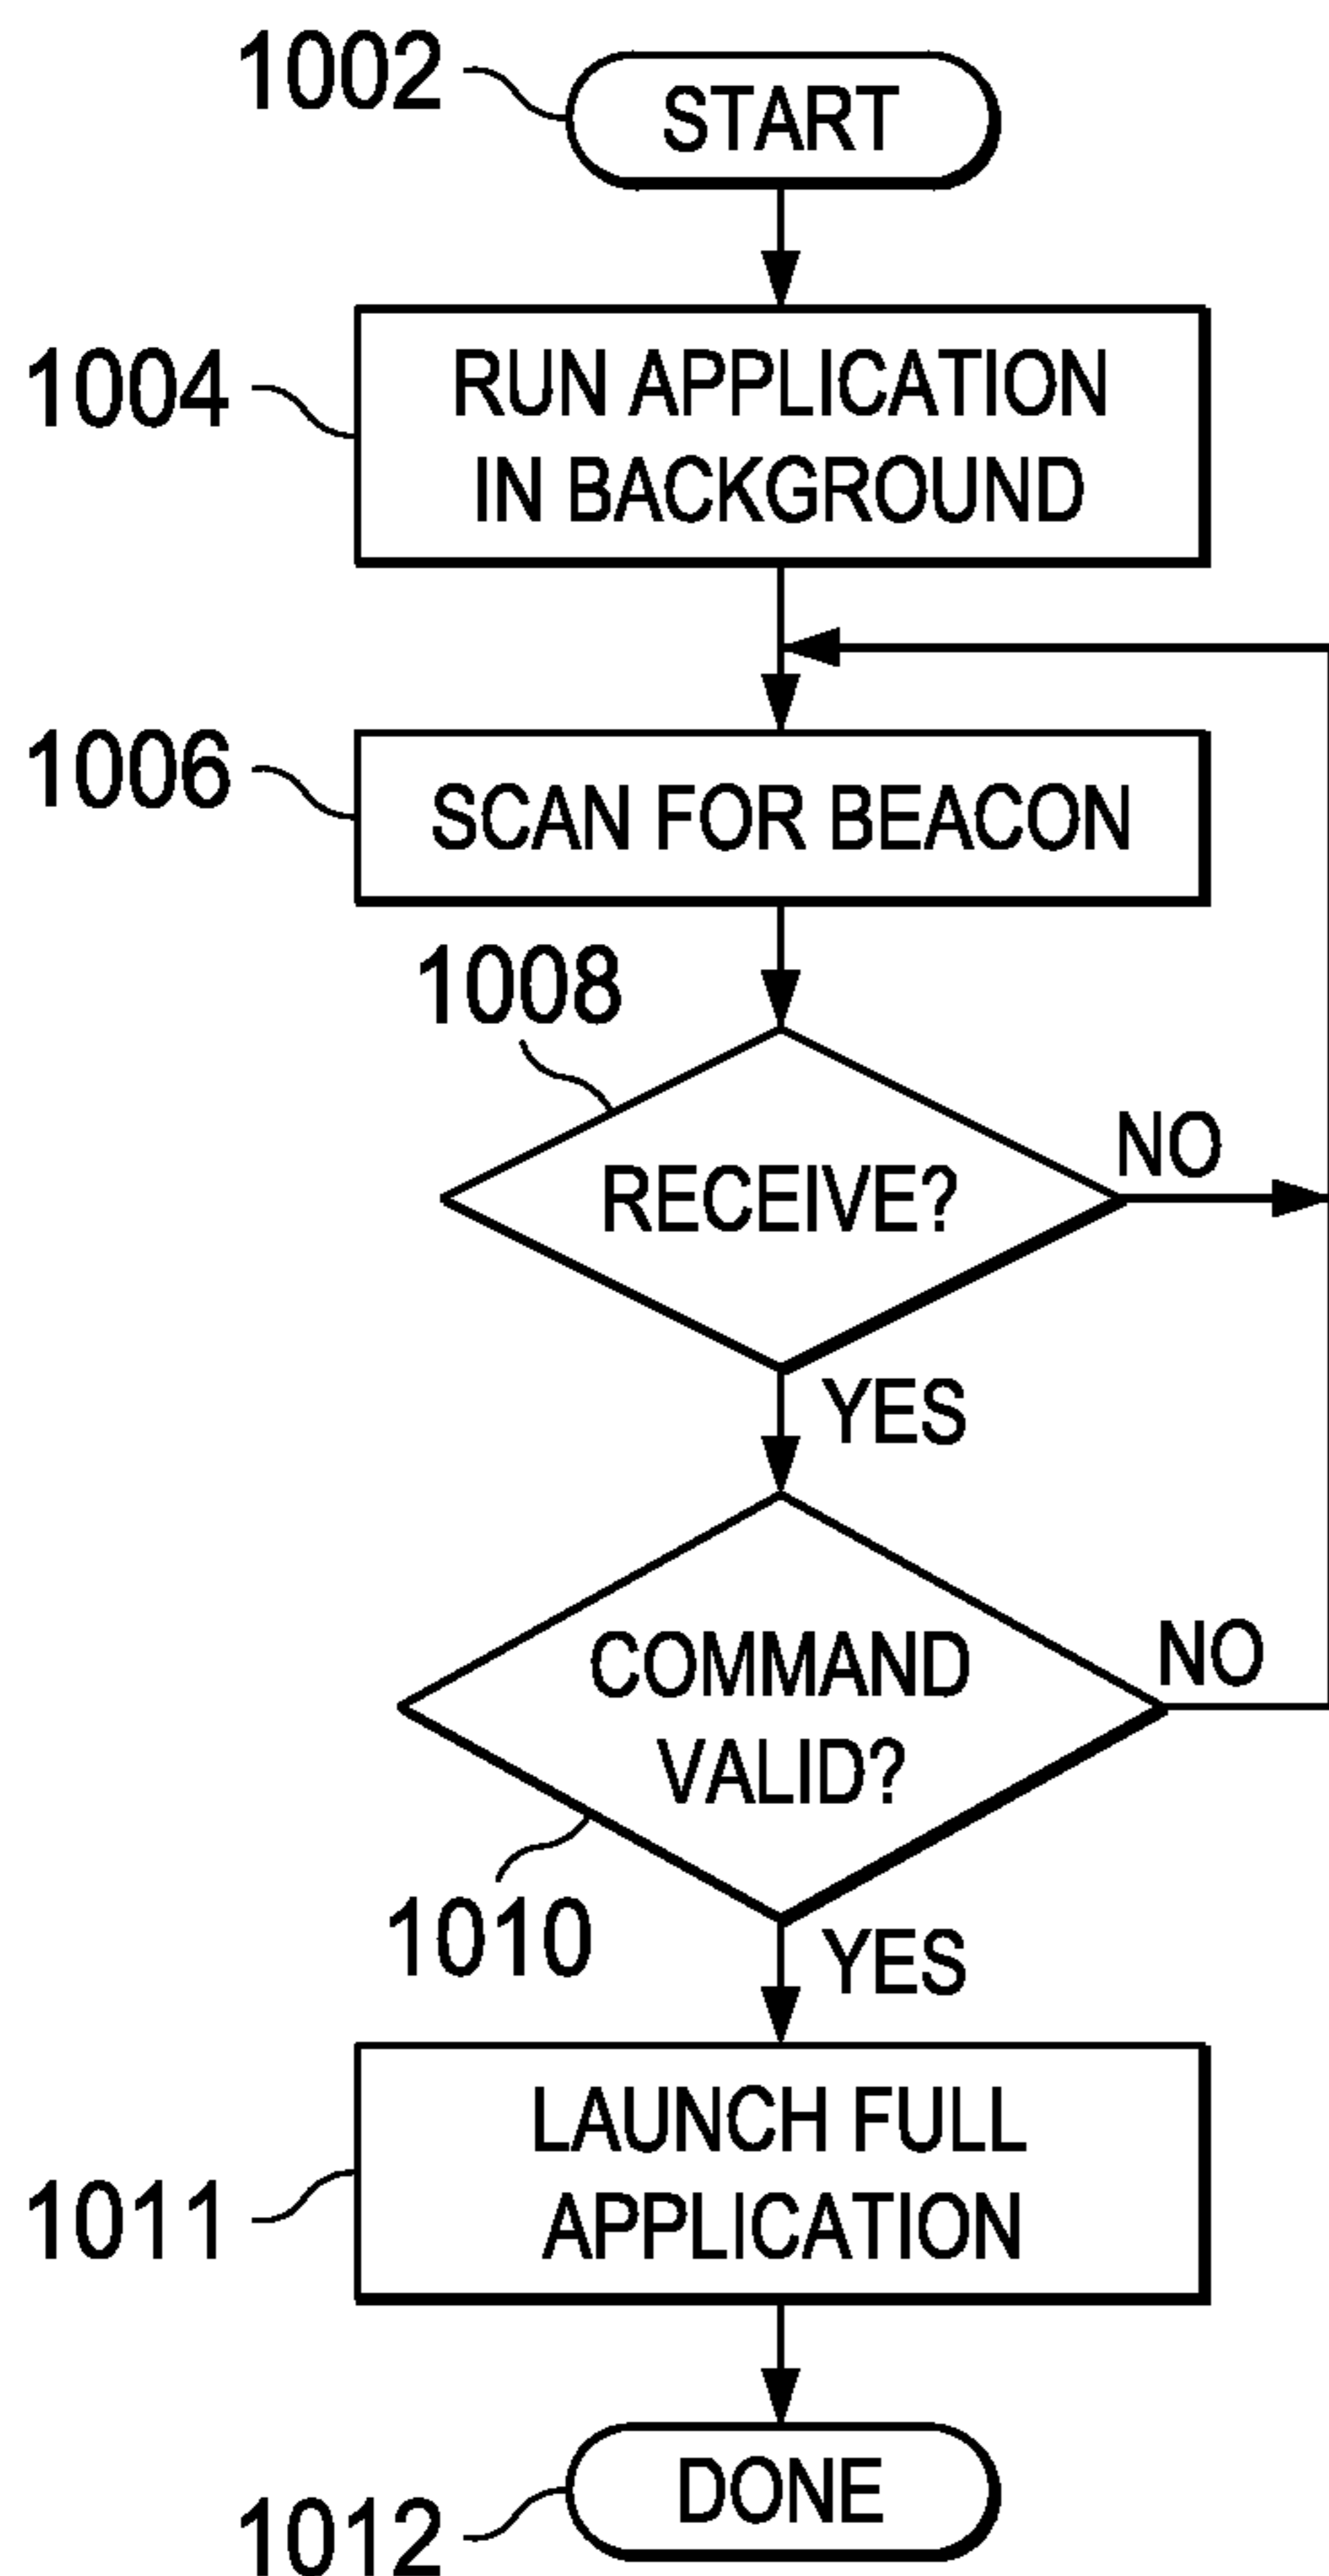 1002
START
1004
RUN APPLICATION
IN BACKGROUND
1006
SCAN FOR BEACON
1008
RECEIVE?
NO
YES
COMMAND
VALID?
NO
1010
YES
LAUNCH FULL
APPLICATION
1011
DONE
1012